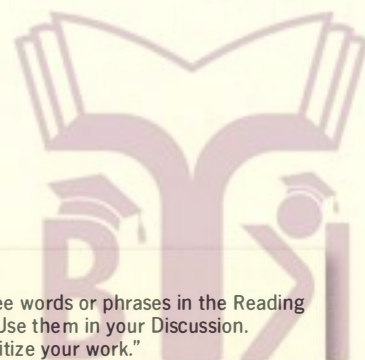 ee words or phrases in the Reading
Use them in your Discussion.
itize your work.”